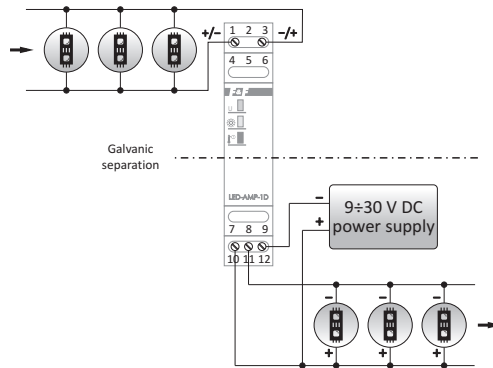 +/–
1 2 3
–/+
4 5 6
F&F
U
Galvanic
separation
LED-AMP-1D
7 8 9
10 11 12
–
+
9÷30 V DC
power supply
– – –
+ + +